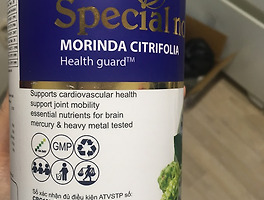 Special no
MORINDA CITRIFOLIA
Health guard™
Supports cardiovascular health
support joint mobility
essential nutrients for brain
mercury & heavy metal tested
GMP
Số xác nhận đủ điều kiện ATVSTP số: